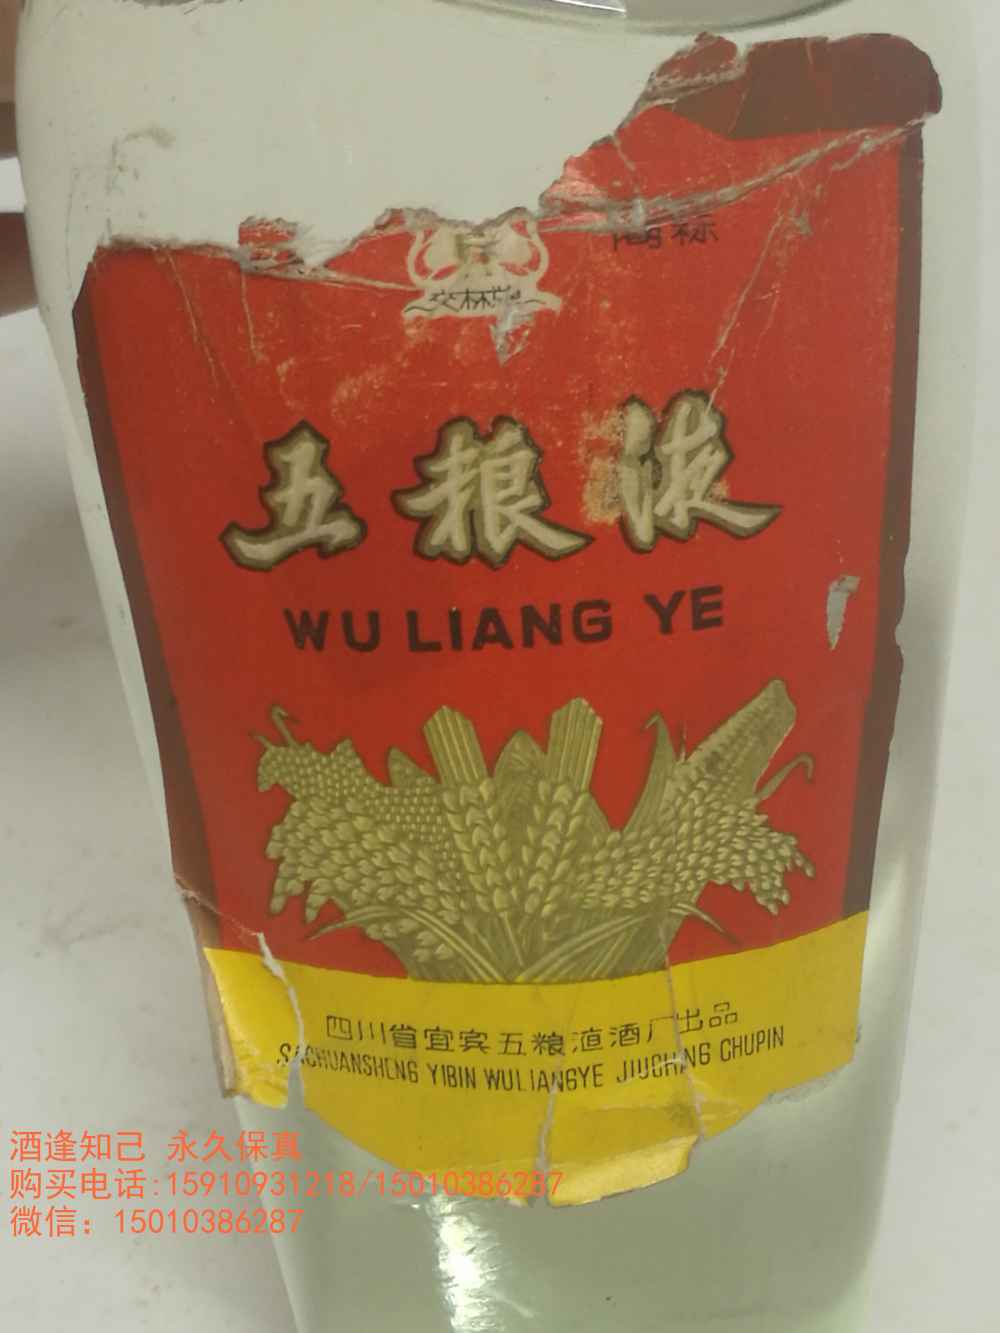 商标
交杯牌
五粮液
WU LIANG YE
四川省宜宾五粮液酒厂出品
SACHUANSHENG YIBIN WULIANGYE JIUCHANG CHUPIN
酒逢知己 永久保真
购买电话:15910931218/15010386287
微信：15010386287